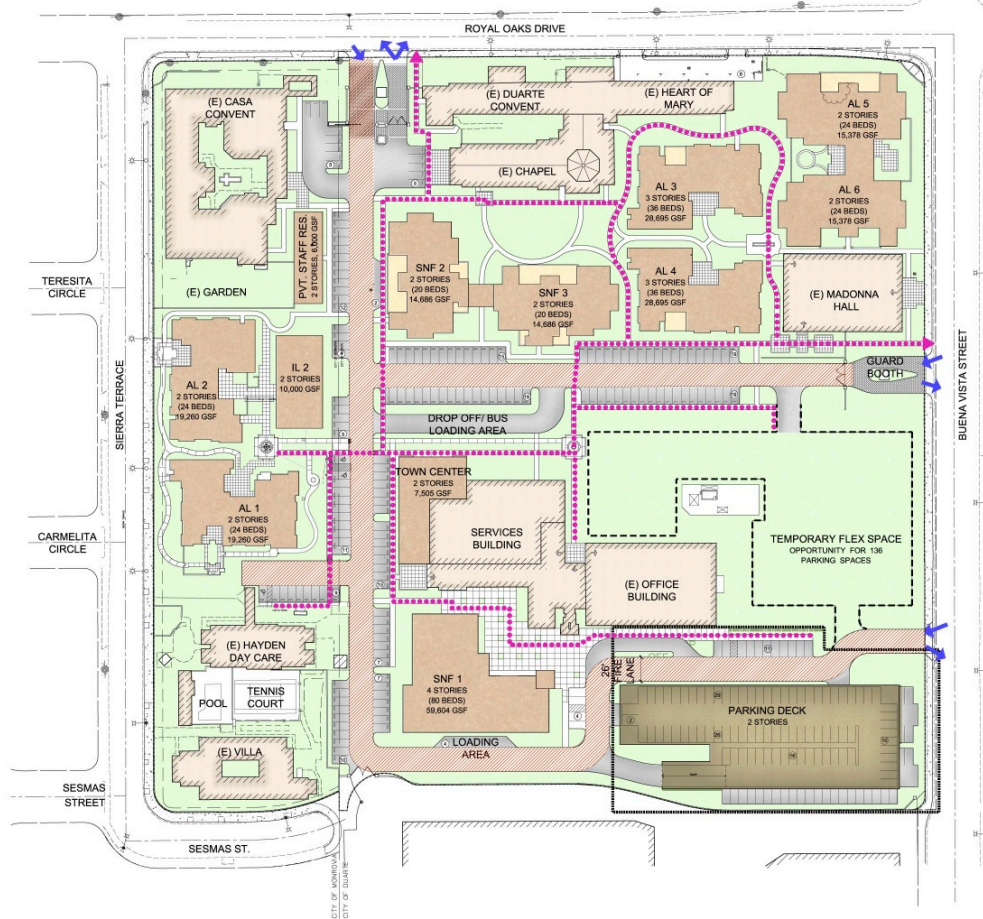 ROYAL OAKS DRIVE
(E) CASA
CONVENT
(E) DUARTE
CONVENT
(E) HEART OF
MARY
(E) CHAPEL
AL 5
2 STORIES
(24 BEDS)
15,378 GSF
AL 3
3 STORIES
(36 BEDS)
28,695 GSF
AL 6
2 STORIES
(24 BEDS)
15,378 GSF
PVT. STAFF RES.
2 STORIES, 6,000 GSF
SNF 2
2 STORIES
(20 BEDS)
14,686 GSF
SNF 3
2 STORIES
(20 BEDS)
14,686 GSF
AL 4
3 STORIES
(36 BEDS)
28,695 GSF
(E) MADONNA
HALL
TERESITA
CIRCLE
(E) GARDEN
SIERRA TERRACE
BUENA VISTA STREET
AL 2
2 STORIES
(24 BEDS)
19,260 GSF
IL 2
2 STORIES
10,000 GSF
GUARD
BOOTH
DROP OFF/ BUS
LOADING AREA
TOWN CENTER
2 STORIES
7,505 GSF
AL 1
2 STORIES
(24 BEDS)
19,260 GSF
SERVICES
BUILDING
CARMELITA
CIRCLE
TEMPORARY FLEX SPACE
OPPORTUNITY FOR 136
PARKING SPACES
(E) OFFICE
BUILDING
(E) HAYDEN
DAY CARE
SNF 1
4 STORIES
(80 BEDS)
59,604 GSF
26'
FIRE
LANE
POOL
TENNIS
COURT
PARKING DECK
2 STORIES
(E) VILLA
LOADING
AREA
SESMAS
STREET
SESMAS ST.
CITY OF MONROVIA
CITY OF DUARTE